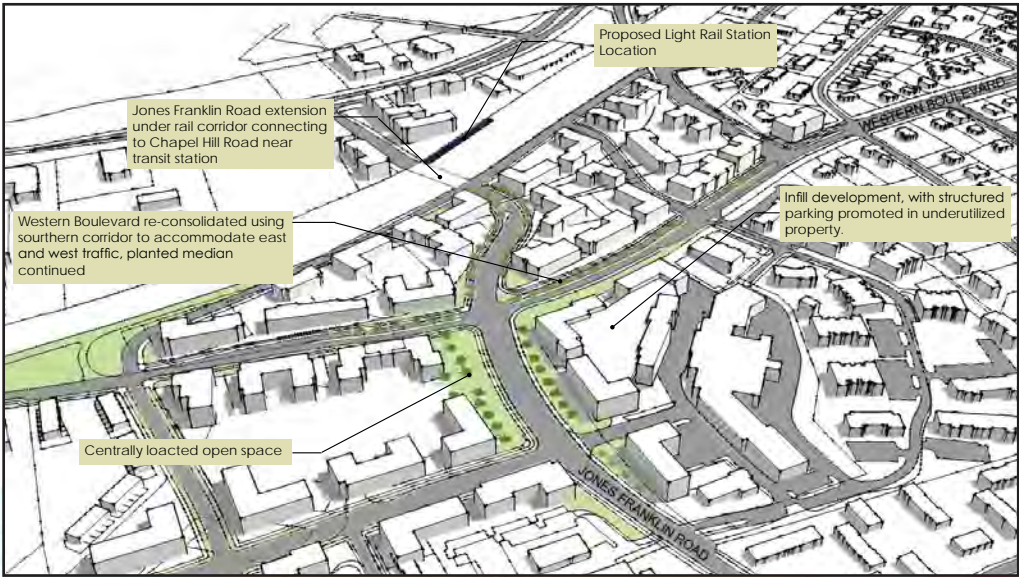 Proposed Light Rail Station
Location
Jones Franklin Road extension
under rail corridor connecting
to Chapel Hill Road near
transit station
WESTERN BOULEVARD
Infill development, with structured
parking promoted in underutilized
property.
Western Boulevard re-consolidated using
sourthern corridor to accommodate east
and west traffic, planted median
continued
Centrally loacted open space
JONES FRANKLIN ROAD